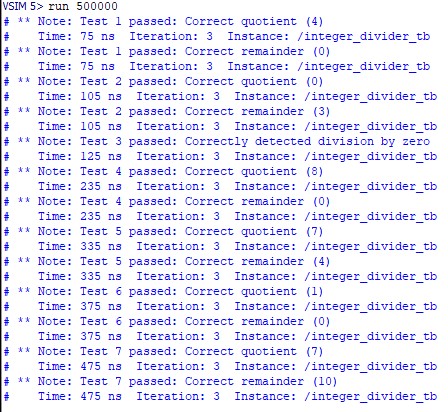 VSIM 5> run 500000
# ** Note: Test 1 passed: Correct quotient (4)
#    Time: 75 ns  Iteration: 3  Instance: /integer_divider_tb
# ** Note: Test 1 passed: Correct remainder (0)
#    Time: 75 ns  Iteration: 3  Instance: /integer_divider_tb
# ** Note: Test 2 passed: Correct quotient (0)
#    Time: 105 ns  Iteration: 3  Instance: /integer_divider_tb
# ** Note: Test 2 passed: Correct remainder (3)
#    Time: 105 ns  Iteration: 3  Instance: /integer_divider_tb
# ** Note: Test 3 passed: Correctly detected division by zero
#    Time: 125 ns  Iteration: 3  Instance: /integer_divider_tb
# ** Note: Test 4 passed: Correct quotient (8)
#    Time: 235 ns  Iteration: 3  Instance: /integer_divider_tb
# ** Note: Test 4 passed: Correct remainder (0)
#    Time: 235 ns  Iteration: 3  Instance: /integer_divider_tb
# ** Note: Test 5 passed: Correct quotient (7)
#    Time: 335 ns  Iteration: 3  Instance: /integer_divider_tb
# ** Note: Test 5 passed: Correct remainder (4)
#    Time: 335 ns  Iteration: 3  Instance: /integer_divider_tb
# ** Note: Test 6 passed: Correct quotient (1)
#    Time: 375 ns  Iteration: 3  Instance: /integer_divider_tb
# ** Note: Test 6 passed: Correct remainder (0)
#    Time: 375 ns  Iteration: 3  Instance: /integer_divider_tb
# ** Note: Test 7 passed: Correct quotient (7)
#    Time: 475 ns  Iteration: 3  Instance: /integer_divider_tb
# ** Note: Test 7 passed: Correct remainder (10)
#    Time: 475 ns  Iteration: 3  Instance: /integer_divider_tb